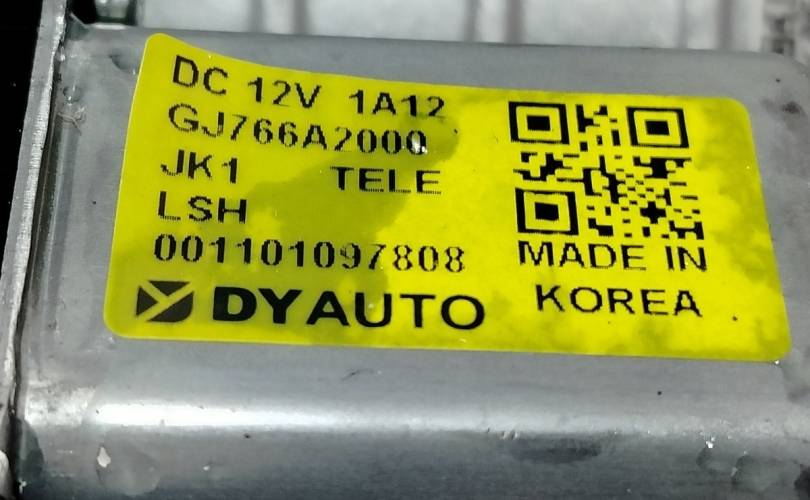 DC 12V 1A12
GJ766A2000
JK1 TELE
LSH
001101097808
DYAUTO
MADE IN
KOREA